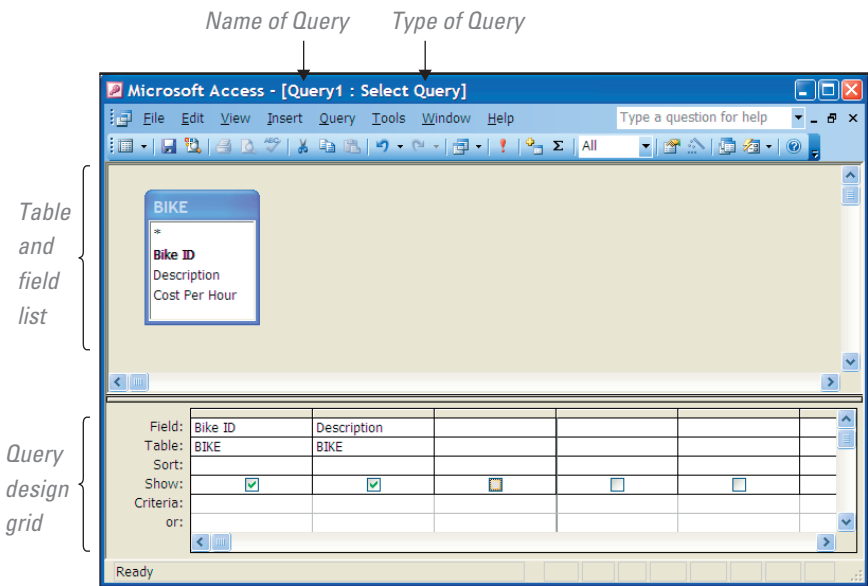 Name of Query Type of Query
Microsoft Access - [Query1 : Select Query]
File Edit View Insert Query Tools Window Help Type a question for help
ABC Σ All
Table
and
field
list
BIKE
*
Bike ID
Description
Cost Per Hour
Query
design
grid
Field: Bike ID Description
Table: BIKE BIKE
Sort:
Show:
Criteria:
or:
Ready